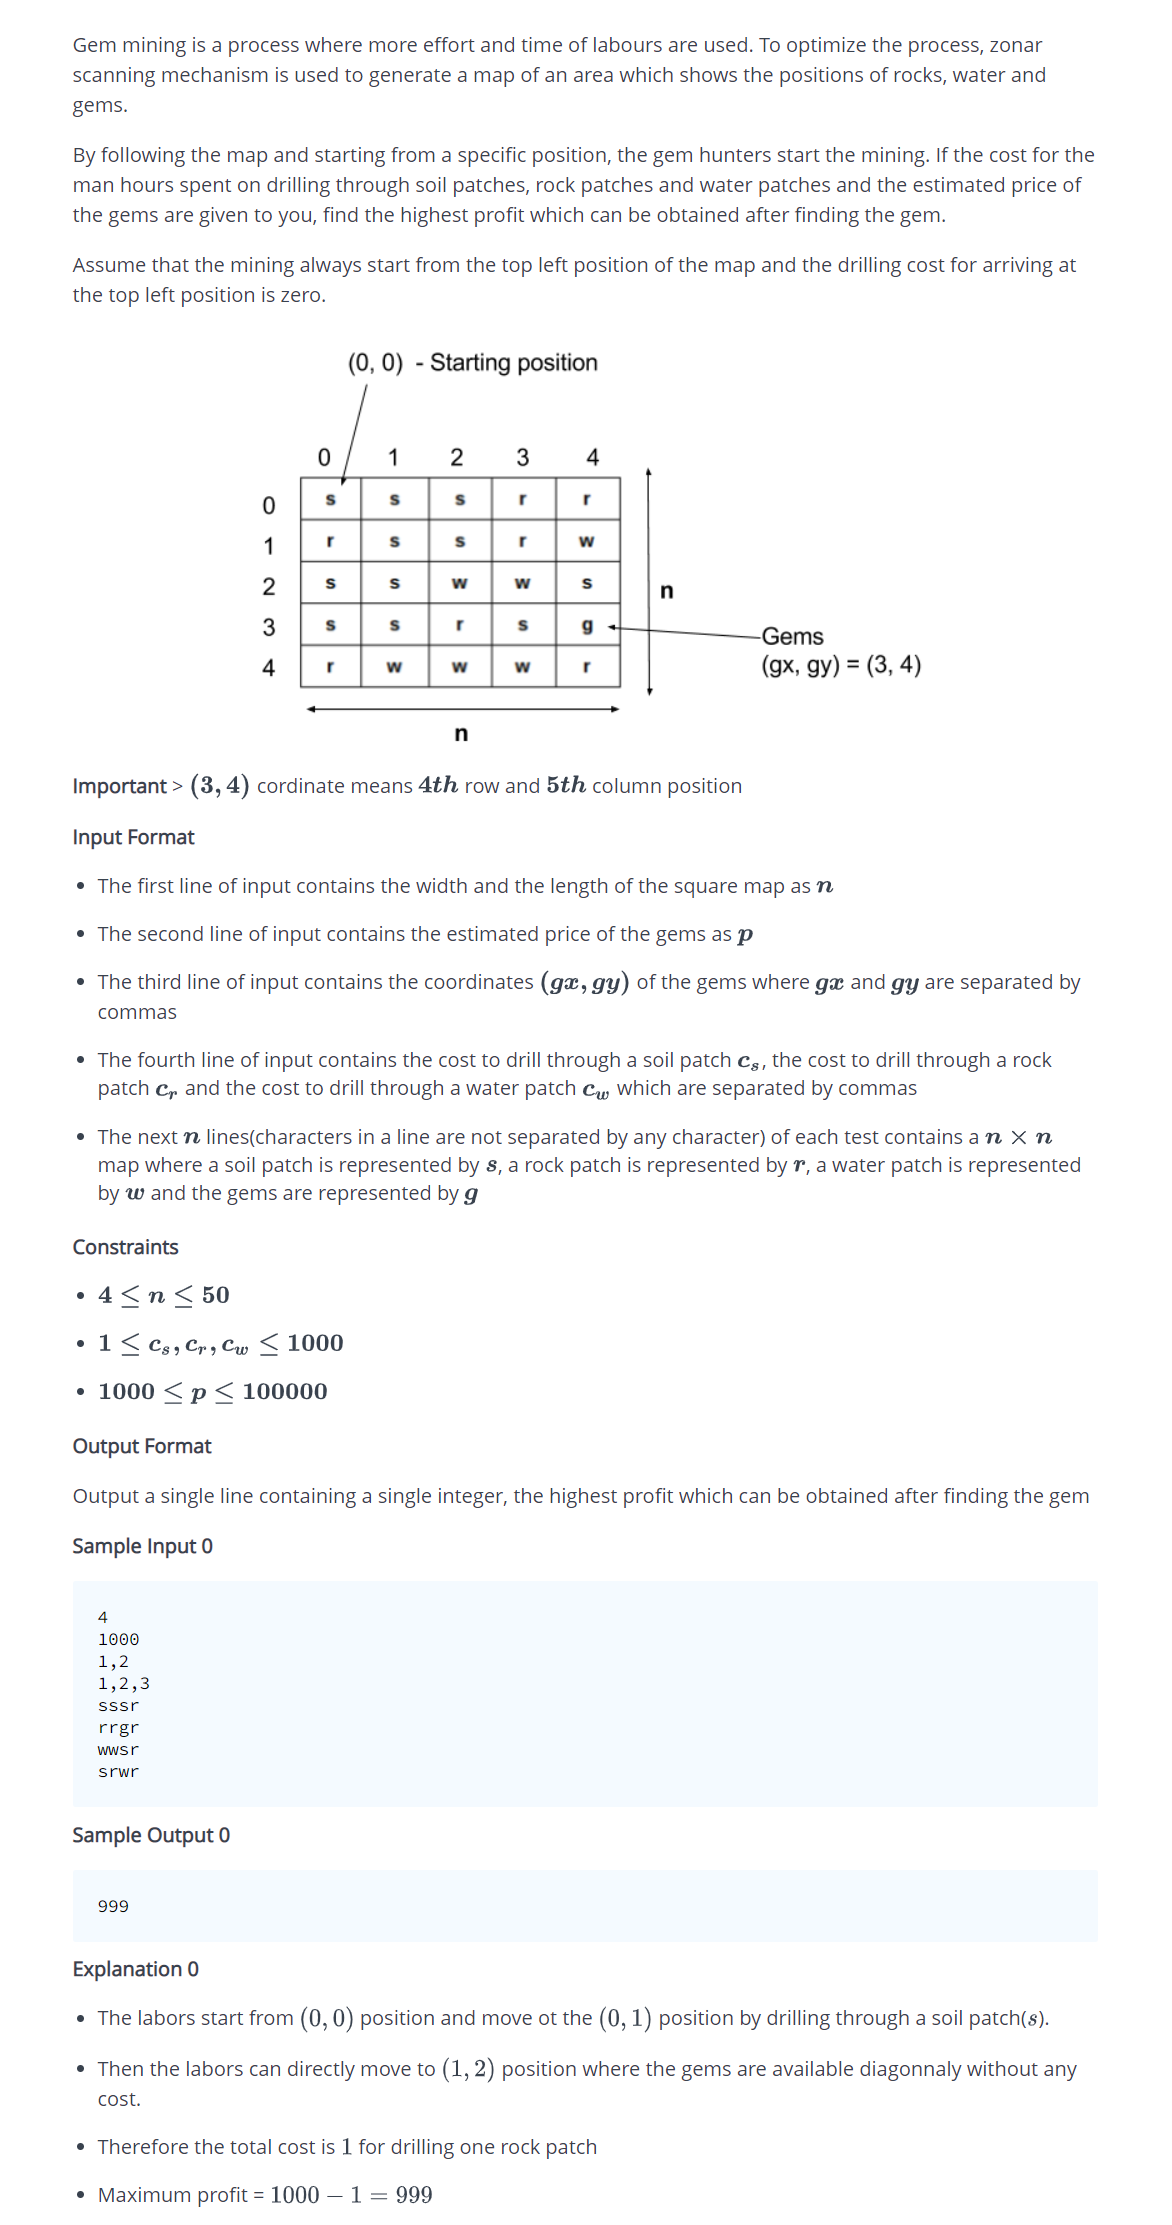 Gem mining is a process where more effort and time of labours are used. To optimize the process, zonar
scanning mechanism is used to generate a map of an area which shows the positions of rocks, water and
gems.
By following the map and starting from a specific position, the gem hunters start the mining. If the cost for the
man hours spent on drilling through soil patches, rock patches and water patches and the estimated price of
the gems are given to you, find the highest profit which can be obtained after finding the gem.
Assume that the mining always start from the top left position of the map and the drilling cost for arriving at
the top left position is zero.
(0, 0) - Starting position
0 1 2 3 4
0 s s s r r
1 r s s r w
2 s s w w s
n
3 s s r s g
Gems
4 r w w w r
(gx, gy) = (3, 4)
n
Important > (3, 4) cordinate means 4th row and 5th column position
Input Format
• The first line of input contains the width and the length of the square map as n
• The second line of input contains the estimated price of the gems as p
• The third line of input contains the coordinates (gx, gy) of the gems where gx and gy are separated by
commas
• The fourth line of input contains the cost to drill through a soil patch c_s, the cost to drill through a rock
patch c_r and the cost to drill through a water patch c_w which are separated by commas
• The next n lines(characters in a line are not separated by any character) of each test contains a n × n
map where a soil patch is represented by s, a rock patch is represented by r, a water patch is represented
by w and the gems are represented by g
Constraints
• 4 ≤ n ≤ 50
• 1 ≤ c_s, c_r, c_w ≤ 1000
• 1000 ≤ p ≤ 100000
Output Format
Output a single line containing a single integer, the highest profit which can be obtained after finding the gem
Sample Input 0
4
1000
1,2
1,2,3
sssr
rrgr
wwsr
srwr
Sample Output 0
999
Explanation 0
• The labors start from (0, 0) position and move ot the (0, 1) position by drilling through a soil patch(s).
• Then the labors can directly move to (1, 2) position where the gems are available diagonnaly without any
cost.
• Therefore the total cost is 1 for drilling one rock patch
• Maximum profit = 1000 − 1 = 999